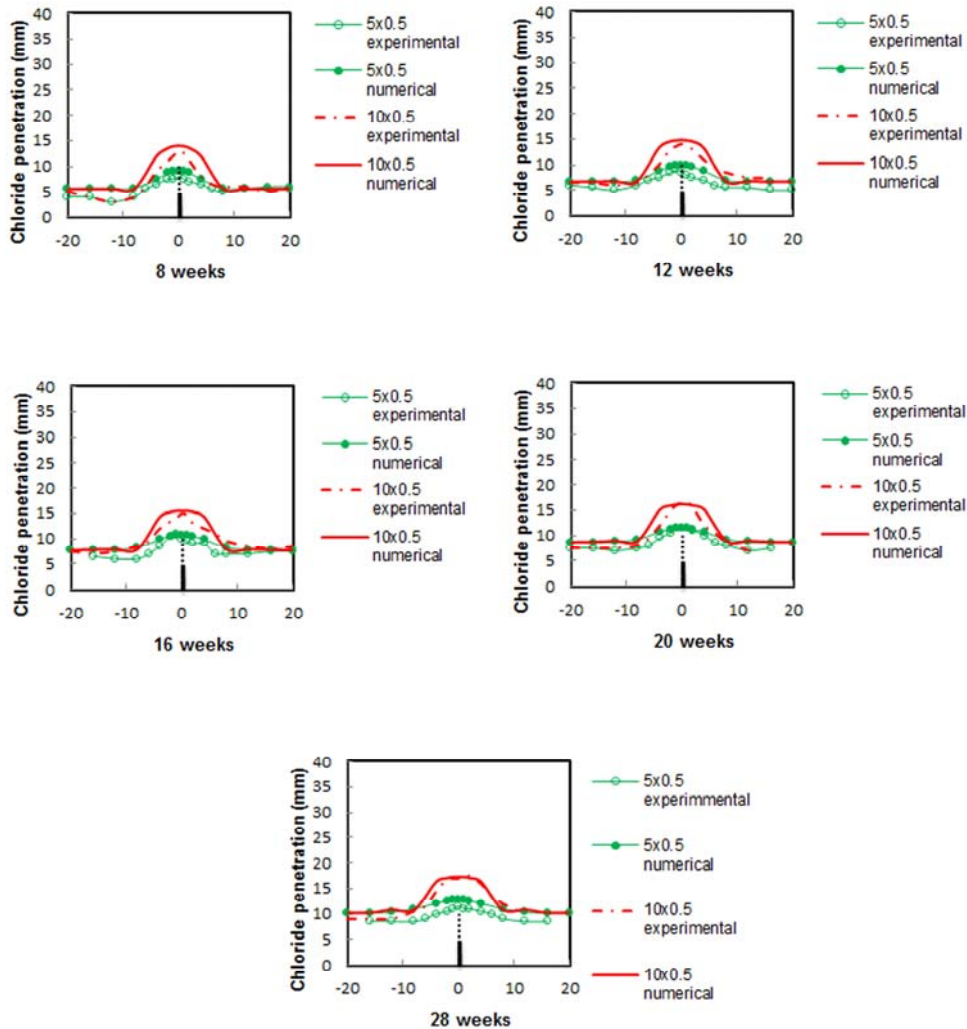 Chloride penetration (mm)
40
35
30
25
20
15
10
5
0
-20 -10 0 10 20
8 weeks
5x0.5
experimental
5x0.5
numerical
10x0.5
experimental
10x0.5
numerical
Chloride penetration (mm)
40
35
30
25
20
15
10
5
0
-20 -10 0 10 20
12 weeks
5x0.5
experimental
5x0.5
numerical
10x0.5
experimental
10x0.5
numerical
Chloride penetration (mm)
40
35
30
25
20
15
10
5
0
-20 -10 0 10 20
16 weeks
5x0.5
experimental
5x0.5
numerical
10x0.5
experimental
10x0.5
numerical
Chloride penetration (mm)
40
35
30
25
20
15
10
5
0
-20 -10 0 10 20
20 weeks
5x0.5
experimental
5x0.5
numerical
10x0.5
experimental
10x0.5
numerical
Chloride penetration (mm)
40
35
30
25
20
15
10
5
0
-20 -10 0 10 20
28 weeks
5x0.5
experimmental
5x0.5
numerical
10x0.5
experimental
10x0.5
numerical